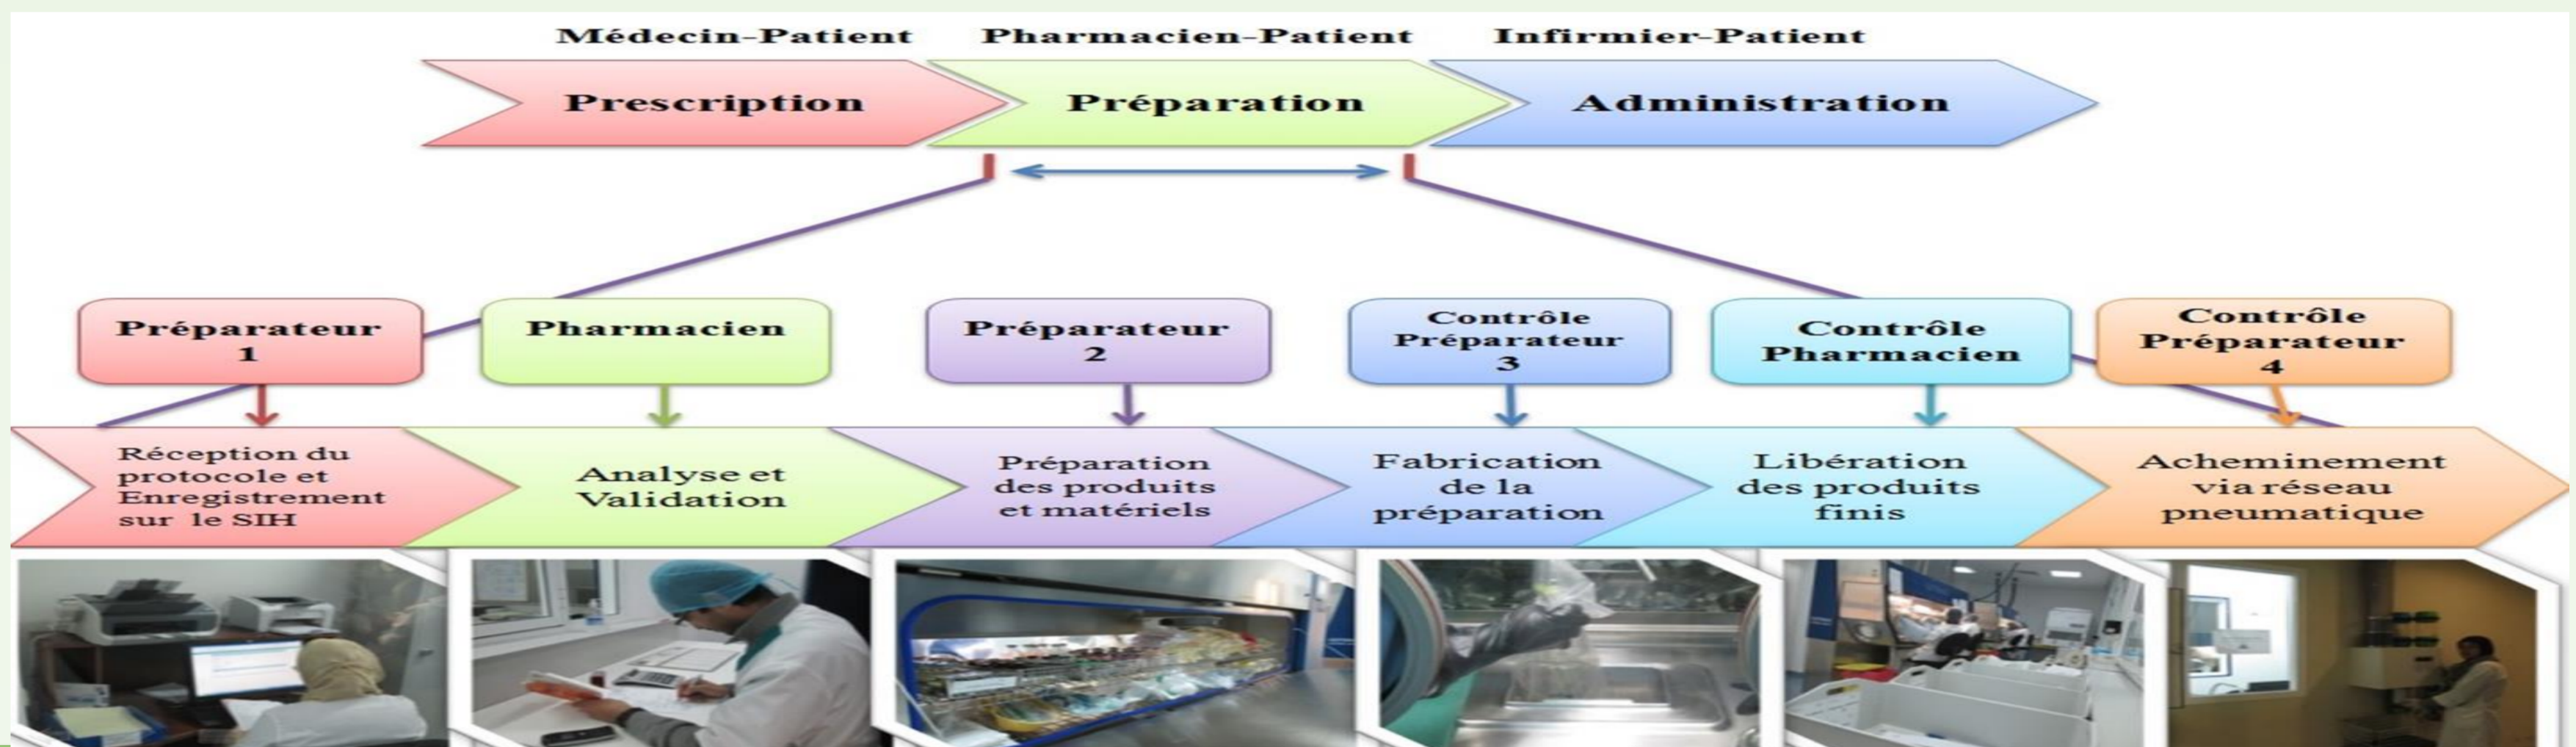 Médecin-Patient
Pharmacien-Patient
Infirmier-Patient
Prescription
Préparation
Administration
Préparateur
1
Pharmacien
Préparateur
2
Contrôle
Préparateur
3
Contrôle
Pharmacien
Contrôle
Préparateur
4
Réception du
protocole et
Enregistrement
sur le SIH
Analyse et
Validation
Préparation
des produits
et matériels
Fabrication
de la
préparation
Libération
des produits
finis
Acheminement
via réseau
pneumatique